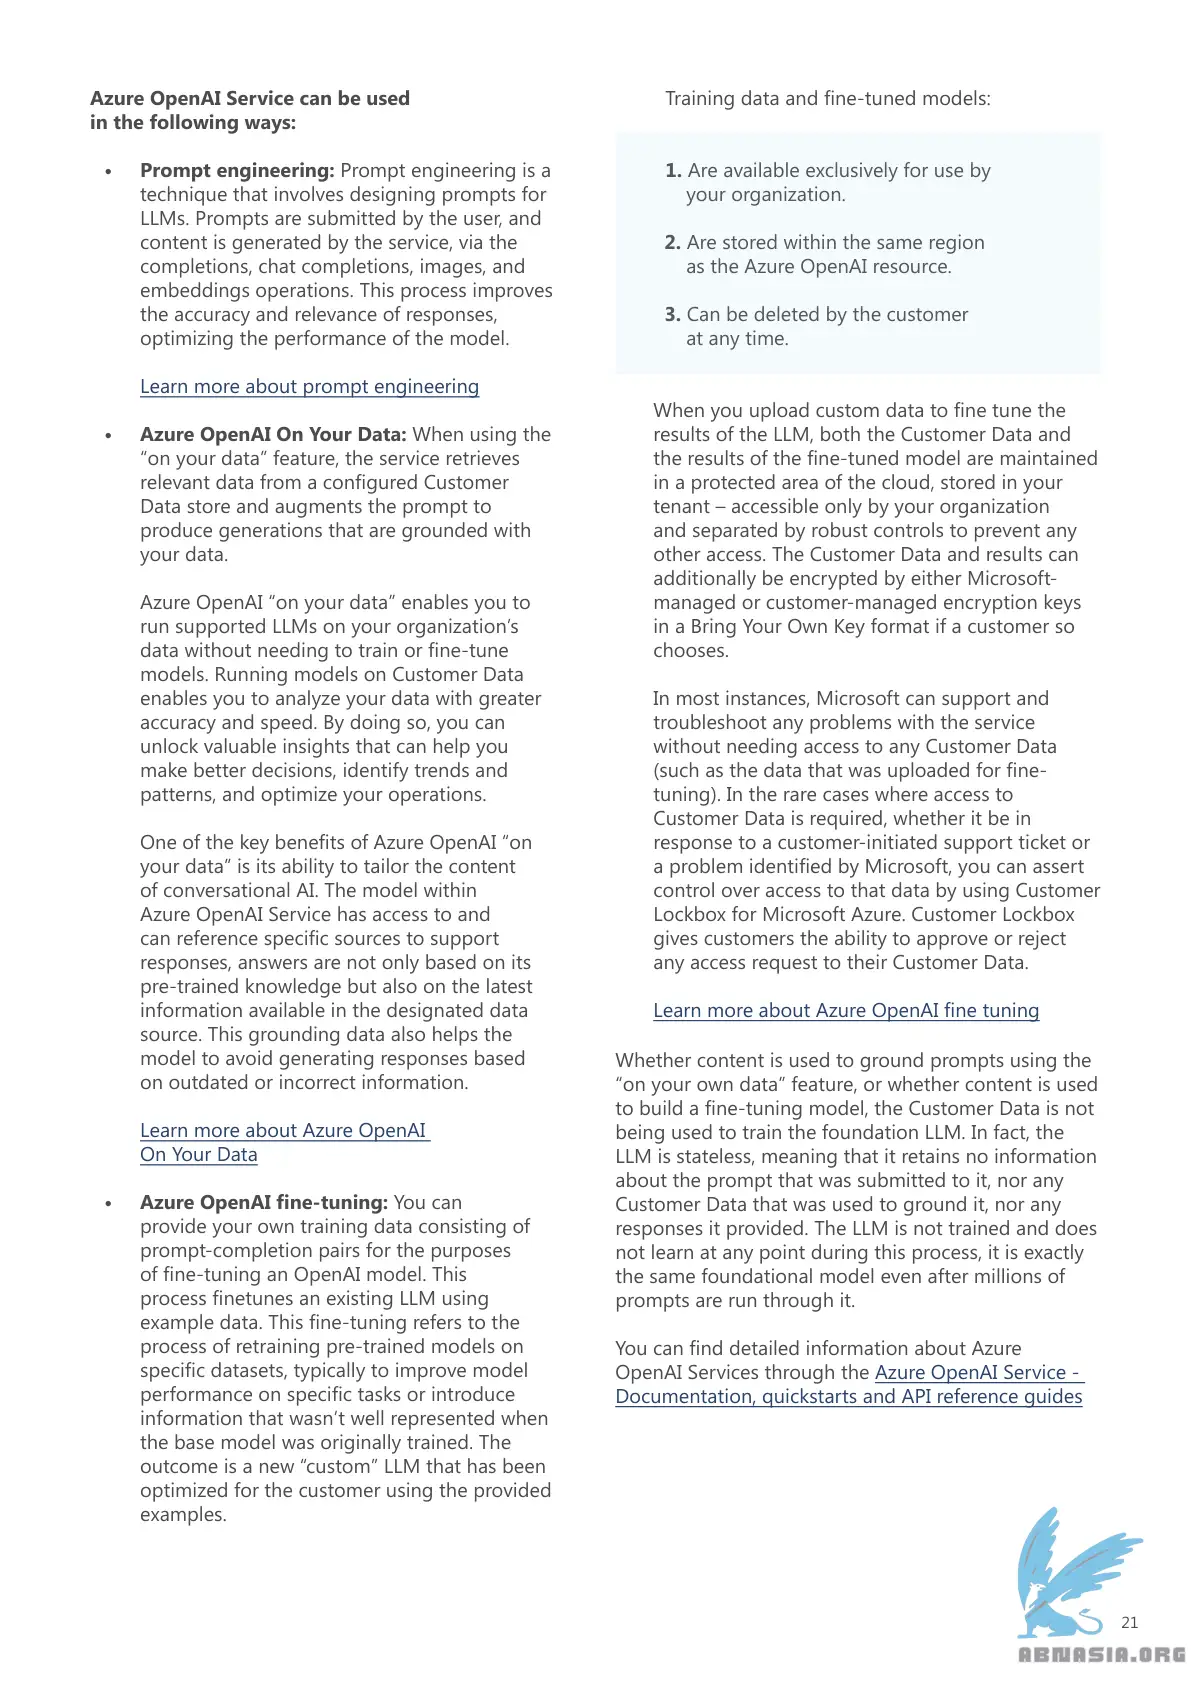 Azure OpenAI Service can be used
in the following ways:
• Prompt engineering: Prompt engineering is a
technique that involves designing prompts for
LLMs. Prompts are submitted by the user, and
content is generated by the service, via the
completions, chat completions, images, and
embeddings operations. This process improves
the accuracy and relevance of responses,
optimizing the performance of the model.
Learn more about prompt engineering
• Azure OpenAI On Your Data: When using the
“on your data” feature, the service retrieves
relevant data from a configured Customer
Data store and augments the prompt to
produce generations that are grounded with
your data.
Azure OpenAI “on your data” enables you to
run supported LLMs on your organization’s
data without needing to train or fine-tune
models. Running models on Customer Data
enables you to analyze your data with greater
accuracy and speed. By doing so, you can
unlock valuable insights that can help you
make better decisions, identify trends and
patterns, and optimize your operations.
One of the key benefits of Azure OpenAI “on
your data“ is its ability to tailor the content
of conversational AI. The model within
Azure OpenAI Service has access to and
can reference specific sources to support
responses, answers are not only based on its
pre-trained knowledge but also on the latest
information available in the designated data
source. This grounding data also helps the
model to avoid generating responses based
on outdated or incorrect information.
Learn more about Azure OpenAI
On Your Data
• Azure OpenAI fine-tuning: You can
provide your own training data consisting of
prompt-completion pairs for the purposes
of fine-tuning an OpenAI model. This
process finetunes an existing LLM using
example data. This fine-tuning refers to the
process of retraining pre-trained models on
specific datasets, typically to improve model
performance on specific tasks or introduce
information that wasn’t well represented when
the base model was originally trained. The
outcome is a new “custom” LLM that has been
optimized for the customer using the provided
examples.
Training data and fine-tuned models:
1. Are available exclusively for use by
your organization.
2. Are stored within the same region
as the Azure OpenAI resource.
3. Can be deleted by the customer
at any time.
When you upload custom data to fine tune the
results of the LLM, both the Customer Data and
the results of the fine-tuned model are maintained
in a protected area of the cloud, stored in your
tenant – accessible only by your organization
and separated by robust controls to prevent any
other access. The Customer Data and results can
additionally be encrypted by either Microsoft-
managed or customer-managed encryption keys
in a Bring Your Own Key format if a customer so
chooses.
In most instances, Microsoft can support and
troubleshoot any problems with the service
without needing access to any Customer Data
(such as the data that was uploaded for fine-
tuning). In the rare cases where access to
Customer Data is required, whether it be in
response to a customer-initiated support ticket or
a problem identified by Microsoft, you can assert
control over access to that data by using Customer
Lockbox for Microsoft Azure. Customer Lockbox
gives customers the ability to approve or reject
any access request to their Customer Data.
Learn more about Azure OpenAI fine tuning
Whether content is used to ground prompts using the
“on your own data” feature, or whether content is used
to build a fine-tuning model, the Customer Data is not
being used to train the foundation LLM. In fact, the
LLM is stateless, meaning that it retains no information
about the prompt that was submitted to it, nor any
Customer Data that was used to ground it, nor any
responses it provided. The LLM is not trained and does
not learn at any point during this process, it is exactly
the same foundational model even after millions of
prompts are run through it.
You can find detailed information about Azure
OpenAI Services through the Azure OpenAI Service -
Documentation, quickstarts and API reference guides
21
ABNASIA.ORG